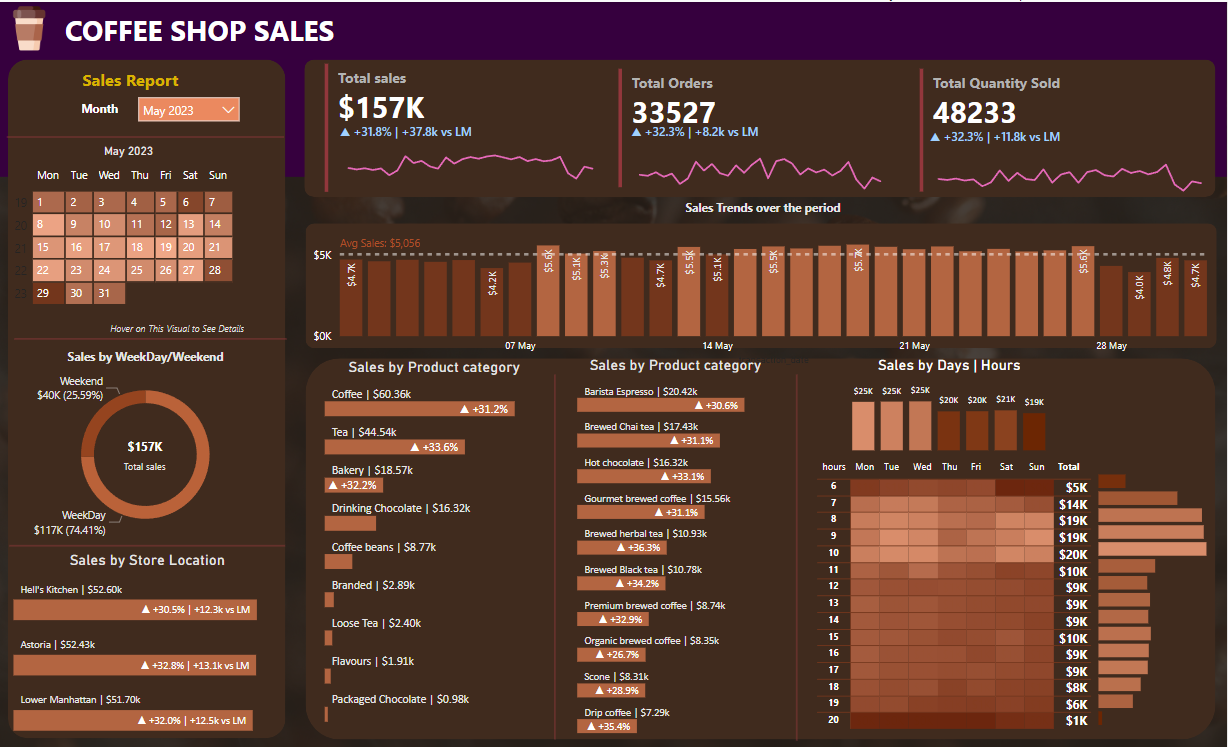 COFFEE SHOP SALES
Sales Report
Month
May 2023
May 2023
Mon Tue Wed Thu Fri Sat Sun
19 1 2 3 4 5 6 7
20 8 9 10 11 12 13 14
21 15 16 17 18 19 20 21
22 22 23 24 25 26 27 28
23 29 30 31
Hover on This Visual to See Details
Sales by WeekDay/Weekend
Weekend
$40K (25.59%)
$157K
Total sales
WeekDay
$117K (74.41%)
Sales by Store Location
Hell's Kitchen | $52.60k
▲ +30.5% | +12.3k vs LM
Astoria | $52.43k
▲ +32.8% | +13.1k vs LM
Lower Manhattan | $51.70k
▲ +32.0% | +12.5k vs LM
Total sales
$157K
▲ +31.8% | +37.8k vs LM
Total Orders
33527
▲ +32.3% | +8.2k vs LM
Total Quantity Sold
48233
▲ +32.3% | +11.8k vs LM
Sales Trends over the period
Avg Sales: $5,056
$5K
$0K
$4.7K $4.2K $5.6K $5.1K $5.3K $4.7K $5.5K $5.1K $5.5K $5.7K $5.6K $4.0K $4.8K $4.7K
07 May 14 May 21 May 28 May
Sales by Product category
Coffee | $60.36k
▲ +31.2%
Tea | $44.54k
▲ +33.6%
Bakery | $18.57k
▲ +32.2%
Drinking Chocolate | $16.32k
Coffee beans | $8.77k
Branded | $2.89k
Loose Tea | $2.40k
Flavours | $1.91k
Packaged Chocolate | $0.98k
Sales by Product category
Barista Espresso | $20.42k
▲ +30.6%
Brewed Chai tea | $17.43k
▲ +31.1%
Hot chocolate | $16.32k
▲ +33.1%
Gourmet brewed coffee | $15.56k
▲ +31.1%
Brewed herbal tea | $10.93k
▲ +36.3%
Brewed Black tea | $10.78k
▲ +34.2%
Premium brewed coffee | $8.74k
▲ +32.9%
Organic brewed coffee | $8.35k
▲ +26.7%
Scone | $8.31k
▲ +28.9%
Drip coffee | $7.29k
▲ +35.4%
Sales by Days | Hours
$25K $25K $25K $20K $20K $21K $19K
hours Mon Tue Wed Thu Fri Sat Sun Total
6 $5K
7 $14K
8 $19K
9 $19K
10 $20K
11 $10K
12 $9K
13 $9K
14 $9K
15 $10K
16 $9K
17 $9K
18 $8K
19 $6K
20 $1K